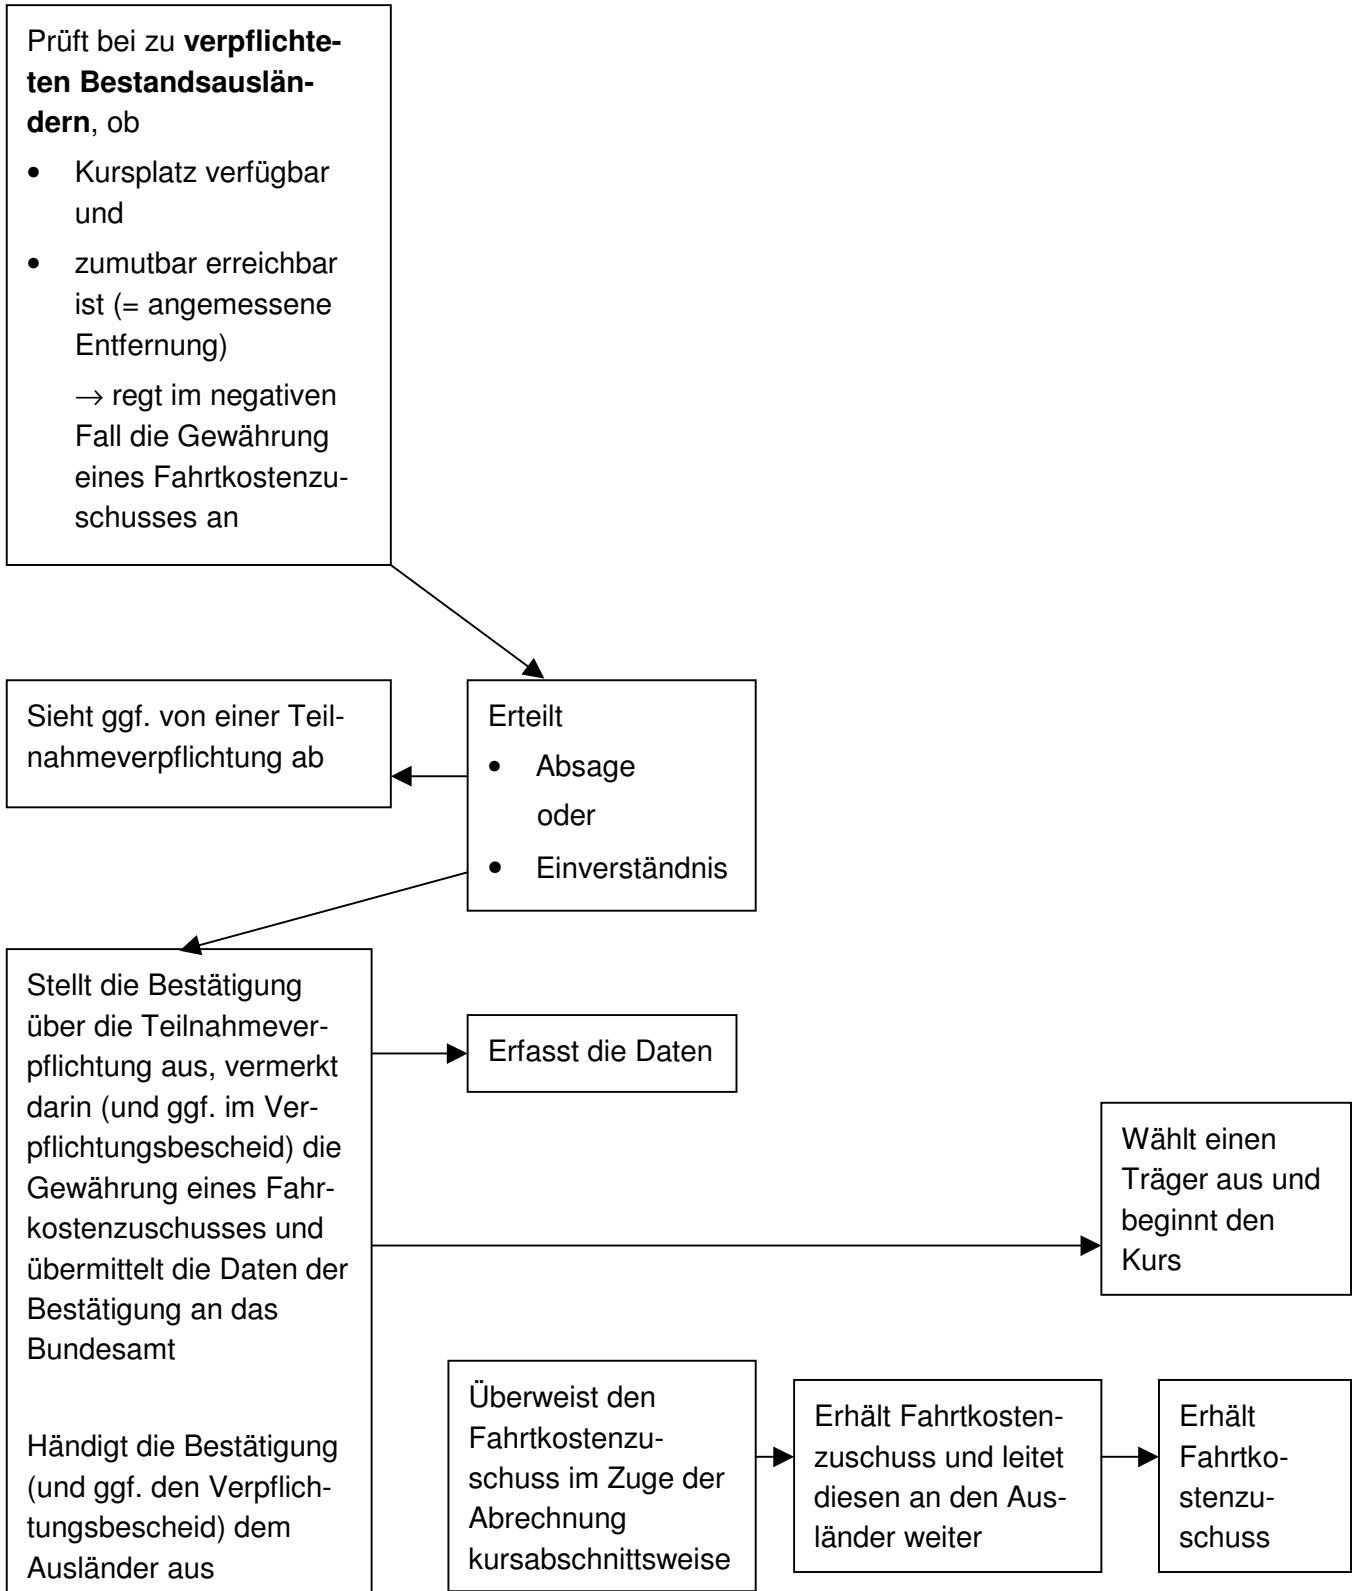 Prüft bei zu verpflichte-
ten Bestandsauslän-
dern, ob
• Kursplatz verfügbar
und
• zumutbar erreichbar
ist (= angemessene
Entfernung)
→ regt im negativen
Fall die Gewährung
eines Fahrtkostenzu-
schusses an
Sieht ggf. von einer Teil-
nahmeverpflichtung ab
Erteilt
• Absage
oder
• Einverständnis
Stellt die Bestätigung
über die Teilnahmever-
pflichtung aus, vermerkt
darin (und ggf. im Ver-
pflichtungsbescheid) die
Gewährung eines Fahr-
kostenzuschusses und
übermittelt die Daten der
Bestätigung an das
Bundesamt
Händigt die Bestätigung
(und ggf. den Verpflich-
tungsbescheid) dem
Ausländer aus
Erfasst die Daten
Wählt einen
Träger aus und
beginnt den
Kurs
Überweist den
Fahrtkostenzu-
schuss im Zuge der
Abrechnung
kursabschnittsweise
Erhält Fahrtkosten-
zuschuss und leitet
diesen an den Aus-
länder weiter
Erhält
Fahrtko-
stenzu-
schuss